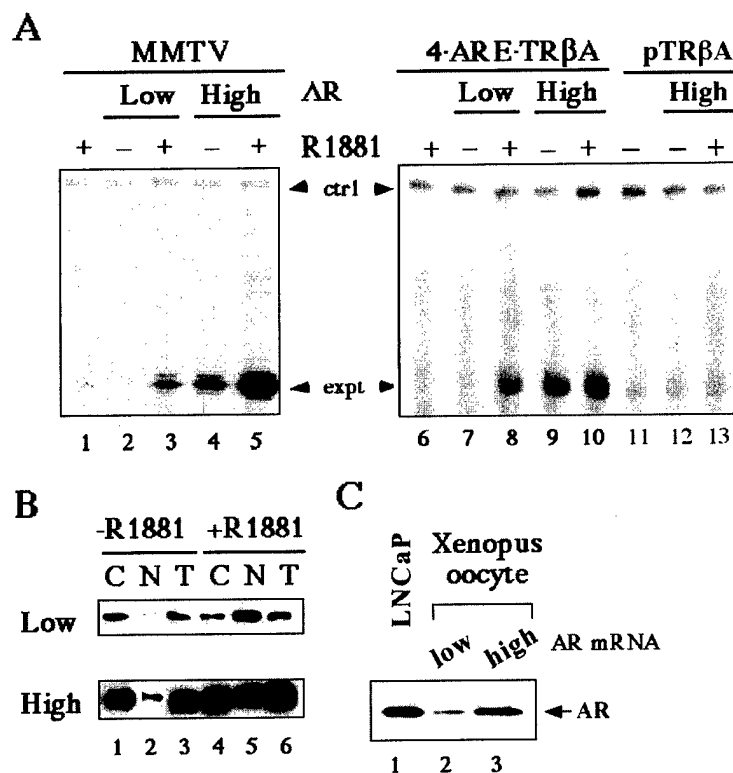 A
MMTV
4·ARE·TRβA
pTRβA
Low
High
AR
Low
High
High
+
–
+
–
+
R1881
+
–
+
–
+
–
–
+
ctrl
expt
1 2 3 4 5
6 7 8 9 10 11 12 13
B
-R1881 +R1881
C N T C N T
Low
High
1 2 3 4 5 6
C
LNCaP
Xenopus
oocyte
low
high
AR mRNA
AR
1 2 3